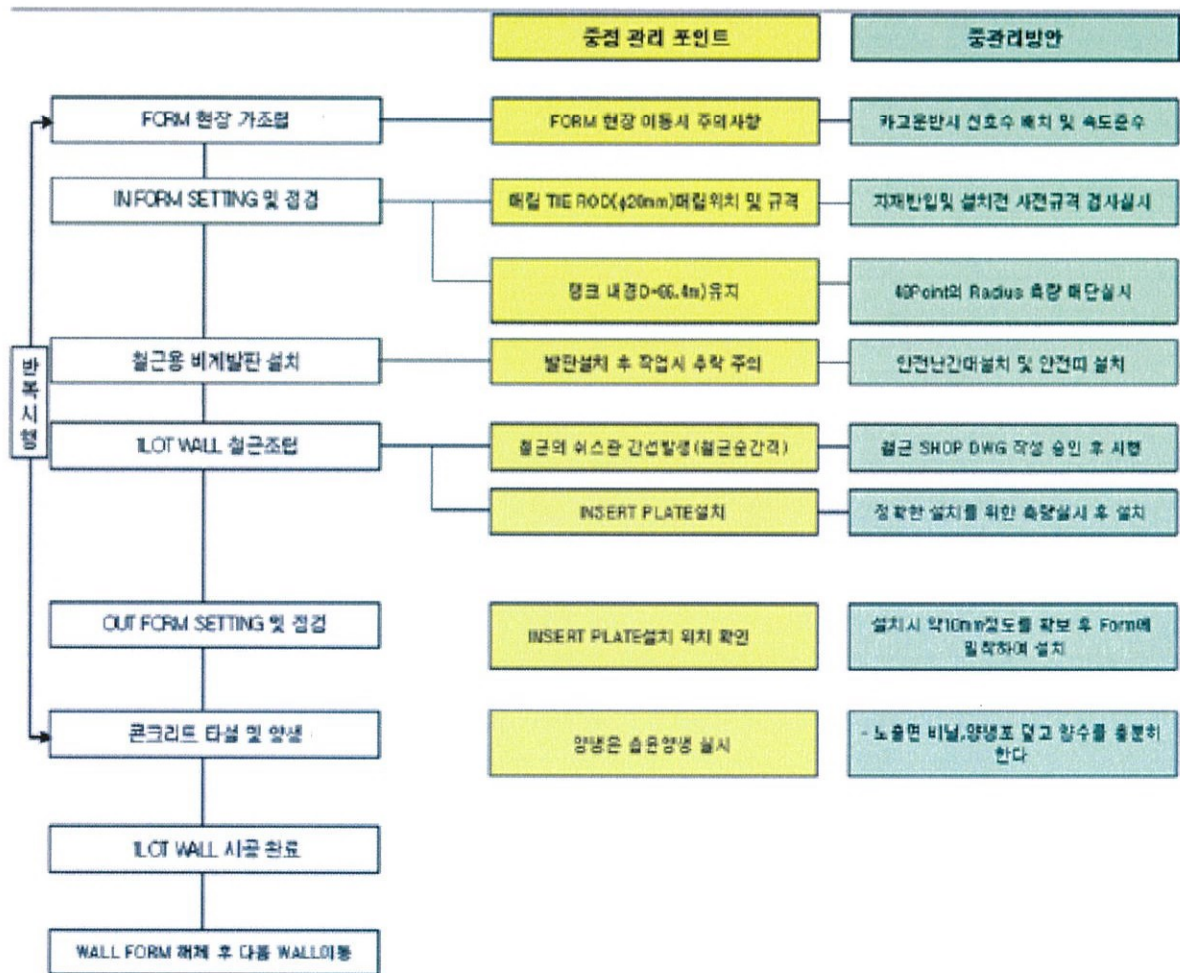 중점 관리 포인트
중관리방안
FORM 현장 가조립
FORM 현장 이동시 주의사항
카고운반시 신호수 배치 및 속도준수
IN FORM SETTING 및 점검
매립 TIE ROD(φ20mm)매립위치 및 규격
자재반입및 설치전 사전규격 검사실시
탱크 내경D=86.4m)유지
40Point의 Radius 측량 매단실시
반복시행
철근용 비계발판 설치
발판설치 후 작업시 추락 주의
안전난간대설치 및 안전띠 설치
1LOT WALL 철근조립
철근의 쉬스관 간섭발생(철근순간격)
철근 SHOP DWG 작성 승인 후 시행
INSERT PLATE설치
정확한 설치를 위한 측량실시 후 설치
OUT FORM SETTING 및 점검
INSERT PLATE설치 위치 확인
설치시 약10mm정도를 확보 후 Form에
밀착하여 설치
콘크리트 타설 및 양생
양생은 습윤양생 실시
- 노출면 비닐,양생포 덮고 양수를 충분히
한다
1LOT WALL 시공 완료
WALL FORM 해체 후 다음 WALL이동